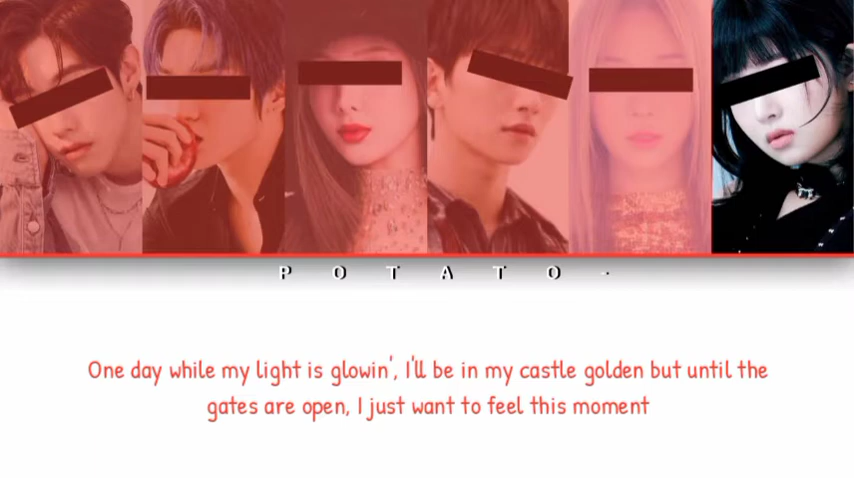 P O T A T O -
One day while my light is glowin', I'll be in my castle golden but until the
gates are open, I just want to feel this moment